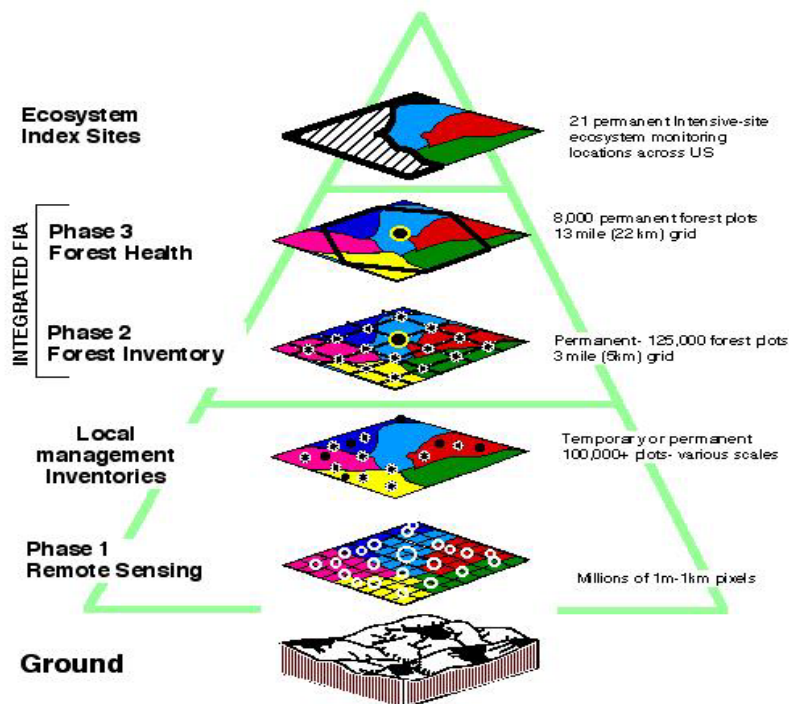 Ecosystem
Index Sites
21 permanent Intensive-site
ecosystem monitoring
locations across US
INTEGRATED FIA
Phase 3
Forest Health
8,000 permanent forest plots
13 mile (22 km) grid
Phase 2
Forest Inventory
Permanent- 125,000 forest plots
3 mile (5km) grid
Local
management
Inventories
Temporary or permanent
100,000+ plots- various scales
Phase 1
Remote Sensing
Millions of 1m-1km pixels
Ground